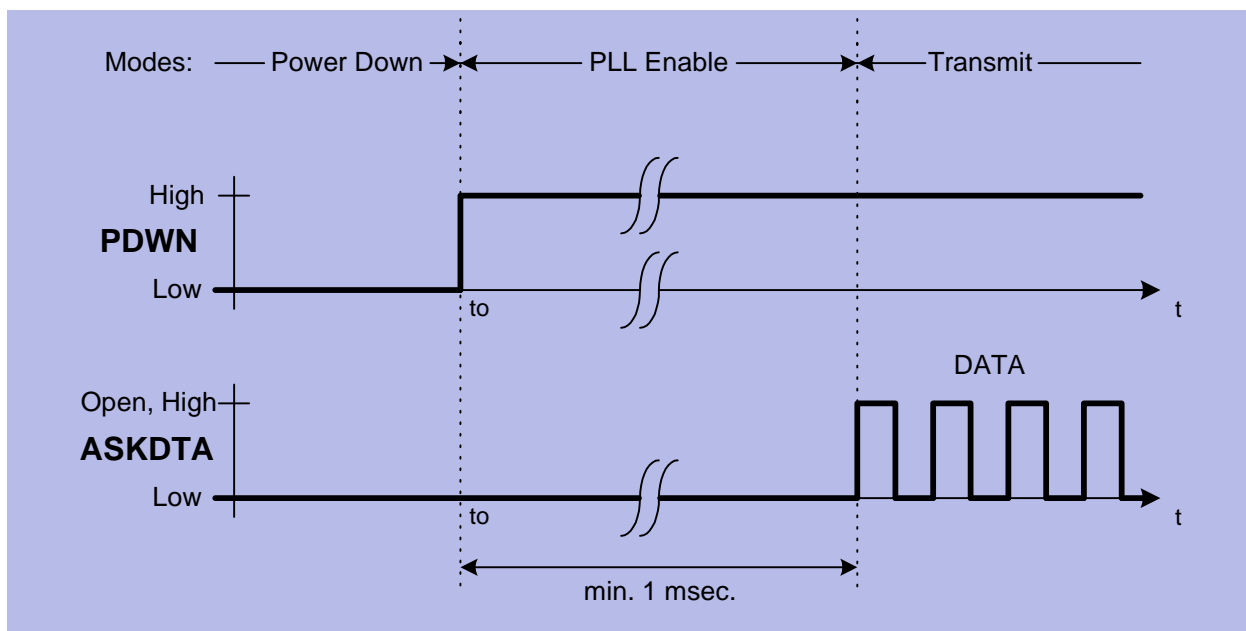 Modes: Power Down PLL Enable Transmit
High
PDWN
Low
to
t
DATA
Open, High
ASKDTA
Low
to
t
min. 1 msec.